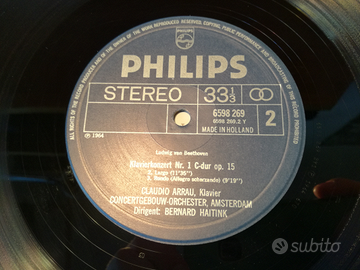 PHILIPS
STEREO 33 1/3
6598 269
6598 269.2 Y
MADE IN HOLLAND
2
℗ 1964
Ludwig van Beethoven
Klavierkonzert Nr. 1 C-dur op. 15
2. Largo (11'36")
3. Rondo (Allegro scherzando) (9'19")
CLAUDIO ARRAU, Klavier
CONCERTGEBOUW-ORCHESTER, AMSTERDAM
Dirigent: BERNARD HAITINK
subito